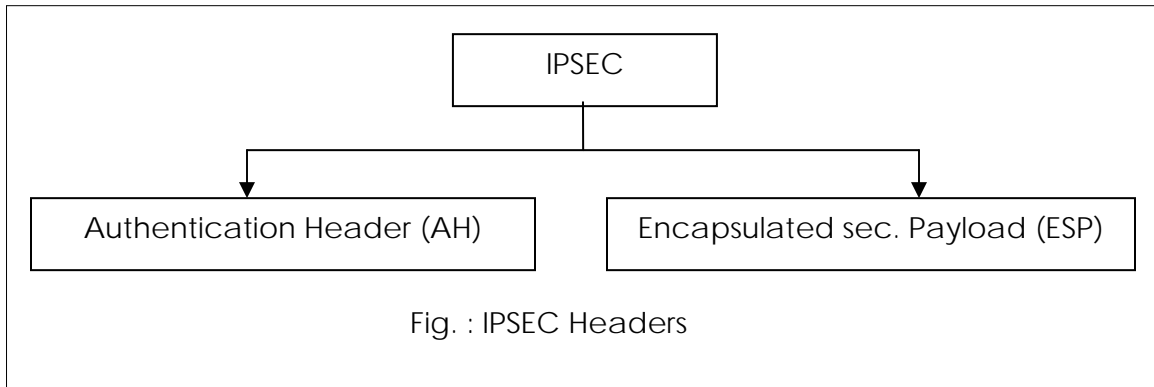 IPSEC
Authentication Header (AH)
Encapsulated sec. Payload (ESP)
Fig. : IPSEC Headers